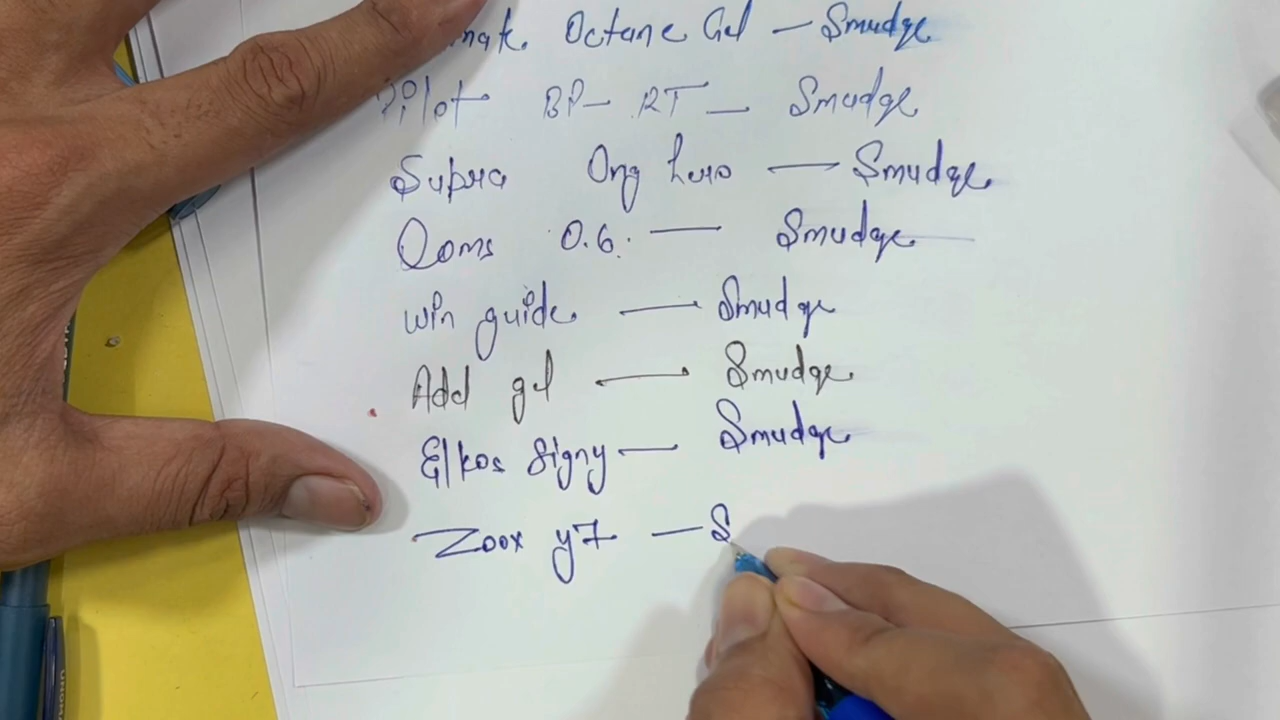 Octane Gel — Smudge
Pilot BP- RT — Smudge
Supra Ong hero — Smudge
Doms 0.6. — Smudge
Win guide — Smudge
Add gel — Smudge
Elkos Signy — Smudge
Zoox y7 — S